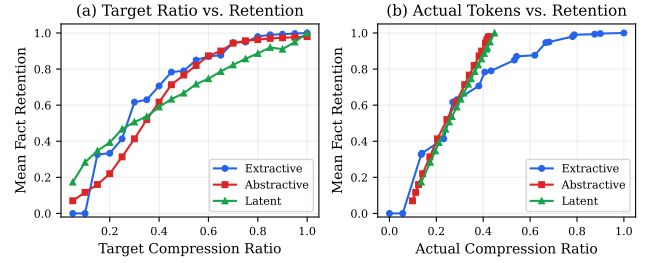 (a) Target Ratio vs. Retention
Mean Fact Retention
1.0
0.8
0.6
0.4
0.2
0.0
0.2
0.4
0.6
0.8
1.0
Target Compression Ratio
Extractive
Abstractive
Latent
(b) Actual Tokens vs. Retention
Mean Fact Retention
1.0
0.8
0.6
0.4
0.2
0.0
0.0
0.2
0.4
0.6
0.8
1.0
Actual Compression Ratio
Extractive
Abstractive
Latent